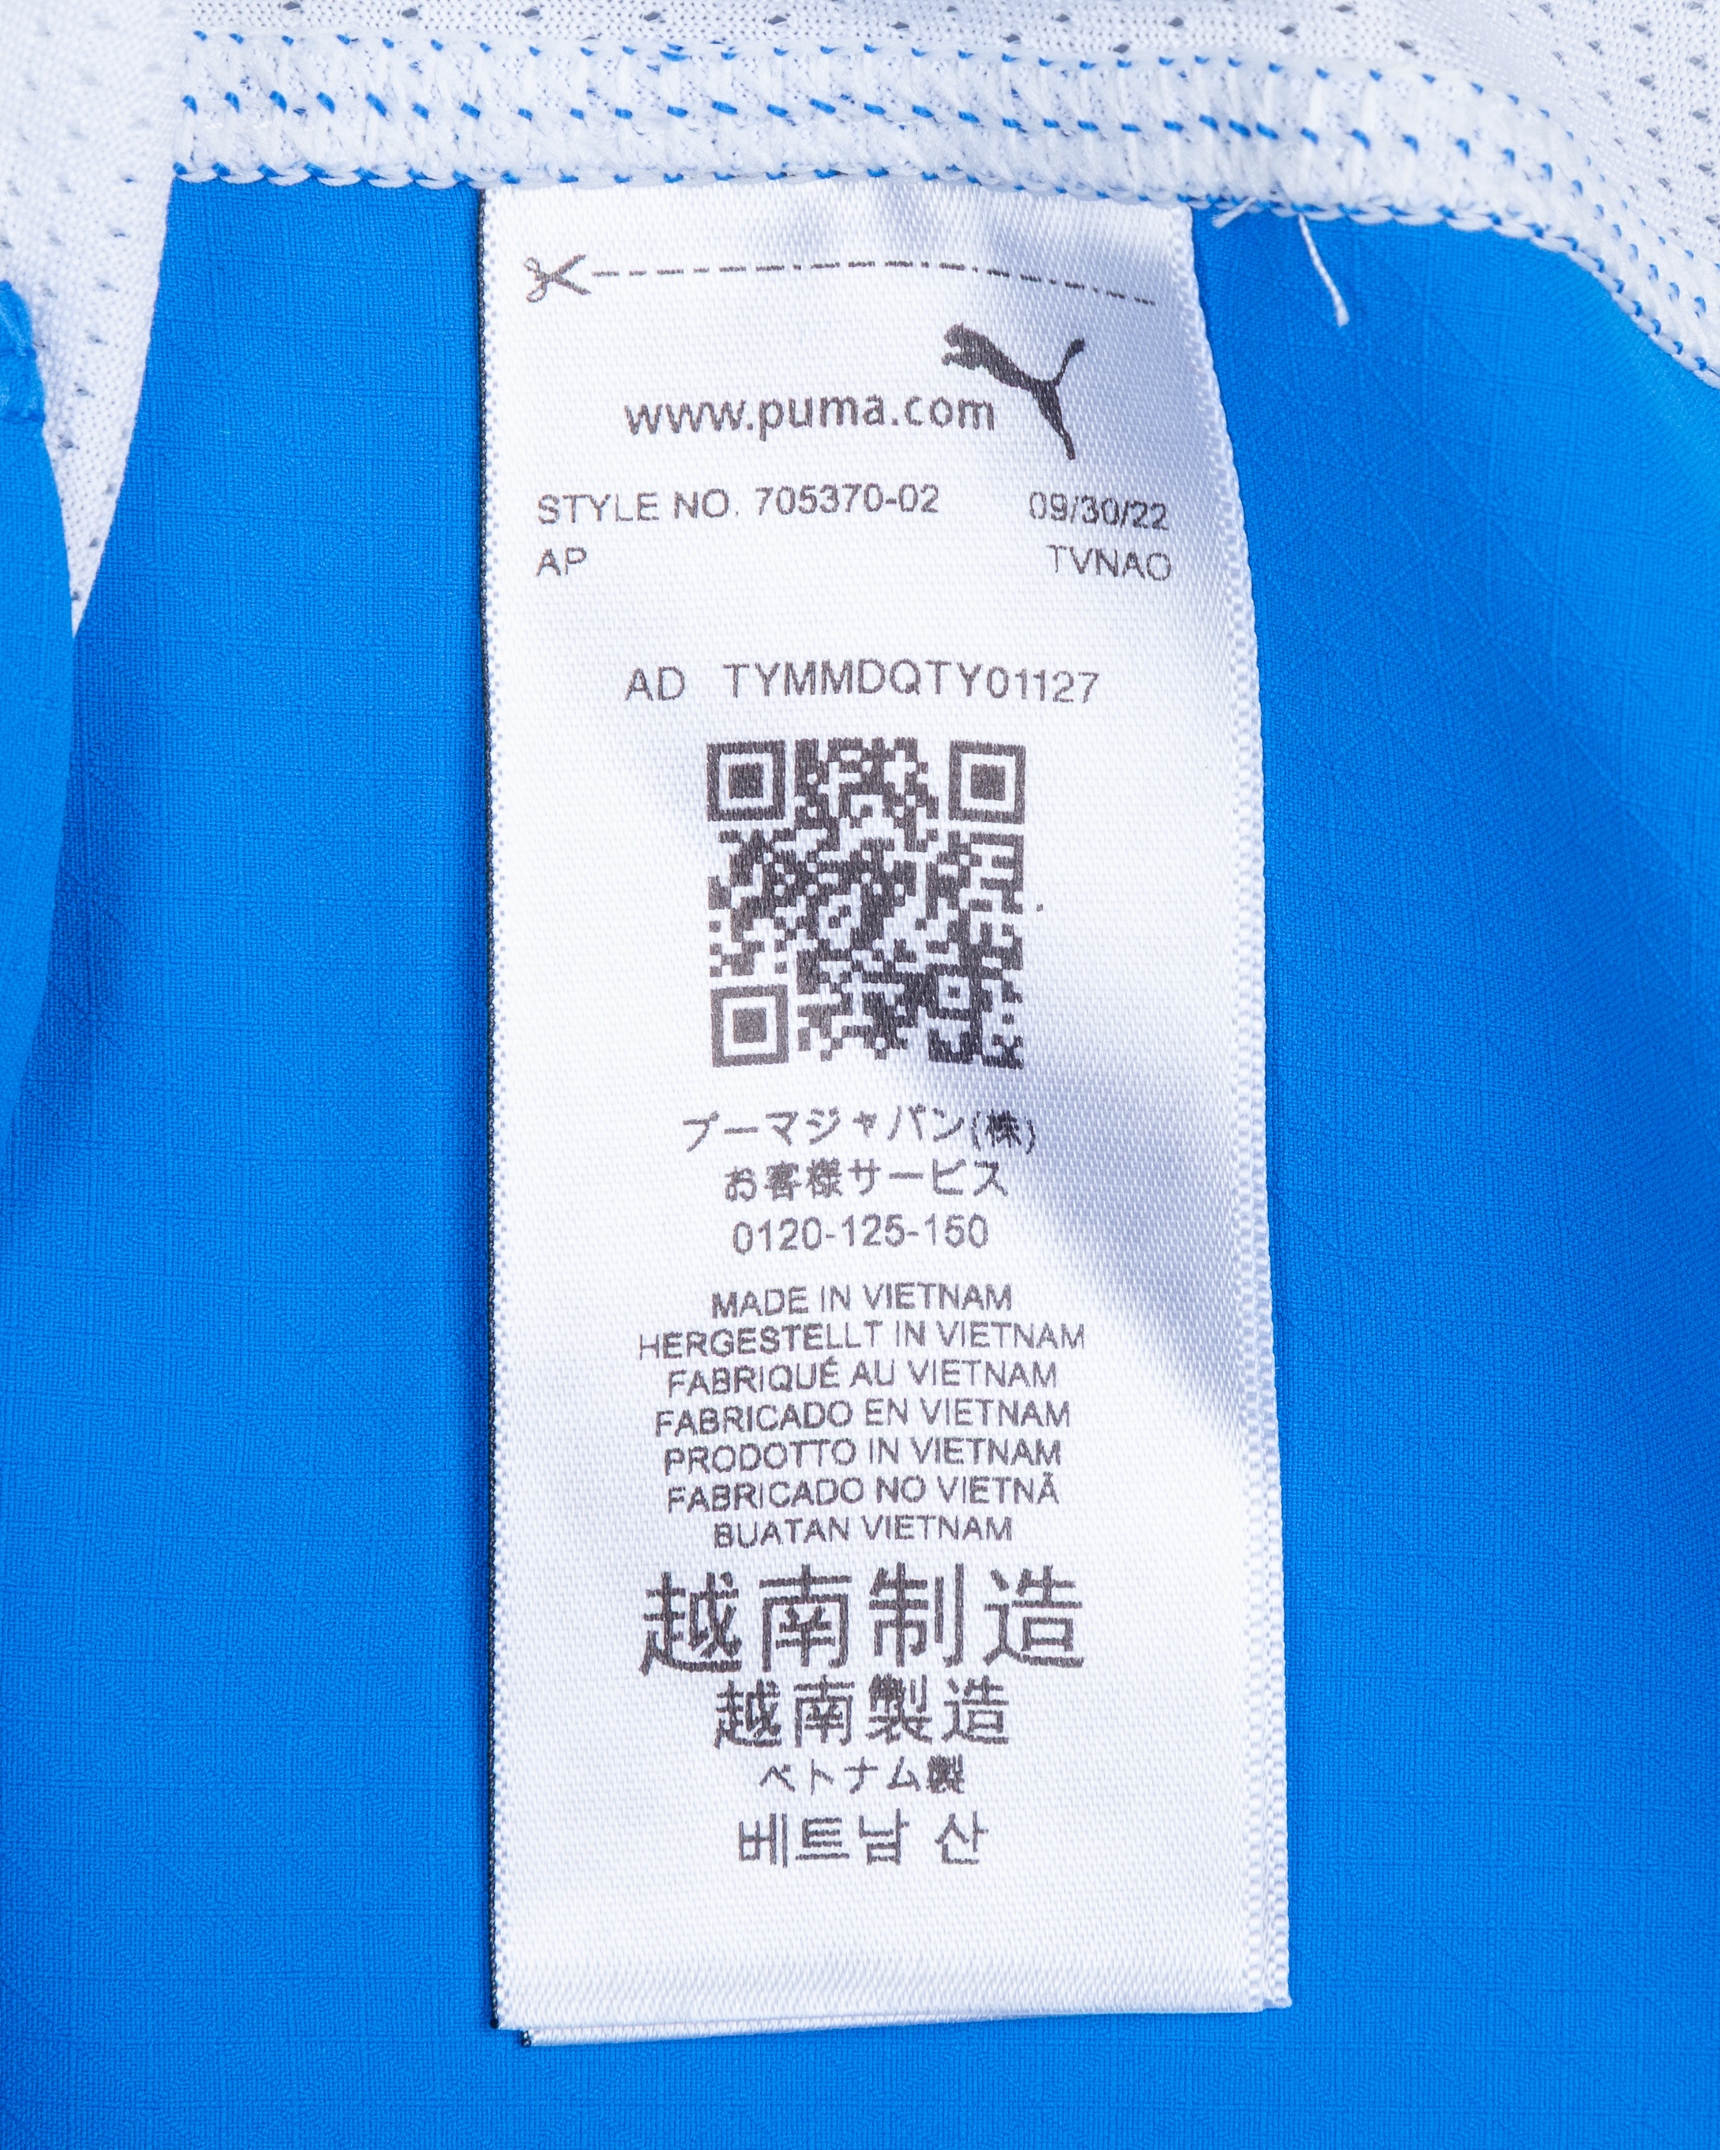 www.puma.com
STYLE NO. 705370-02 09/30/22
AP TVNAO
AD TYMMDQTY01127
プーマジャパン(株)
お客様サービス
0120-125-150
MADE IN VIETNAM
HERGESTELLT IN VIETNAM
FABRIQUÉ AU VIETNAM
FABRICADO EN VIETNAM
PRODOTTO IN VIETNAM
FABRICADO NO VIETNÃ
BUATAN VIETNAM
越南制造
越南製造
ベトナム製
베트남 산